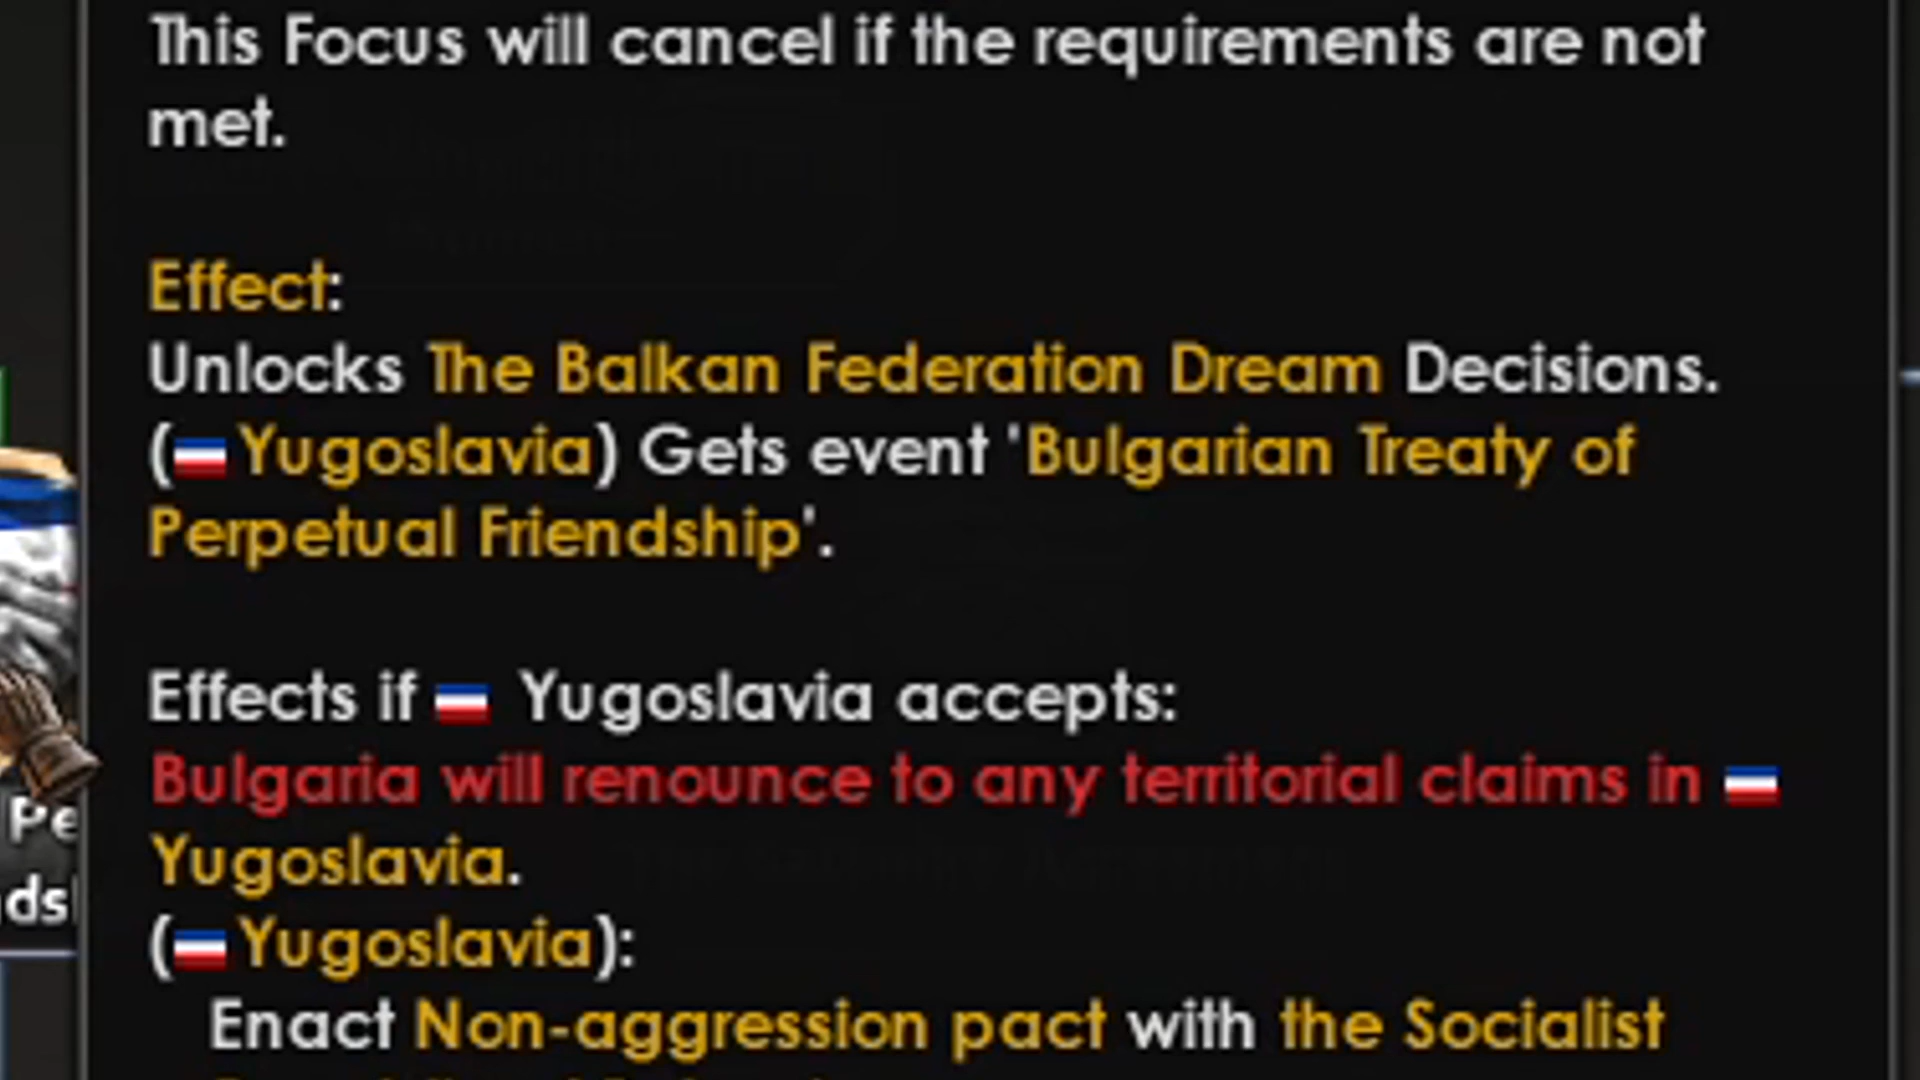 This Focus will cancel if the requirements are not
met.
Effect:
Unlocks The Balkan Federation Dream Decisions.
(Yugoslavia) Gets event 'Bulgarian Treaty of
Perpetual Friendship'.
Effects if Yugoslavia accepts:
Bulgaria will renounce to any territorial claims in
Yugoslavia.
(Yugoslavia):
Enact Non-aggression pact with the Socialist